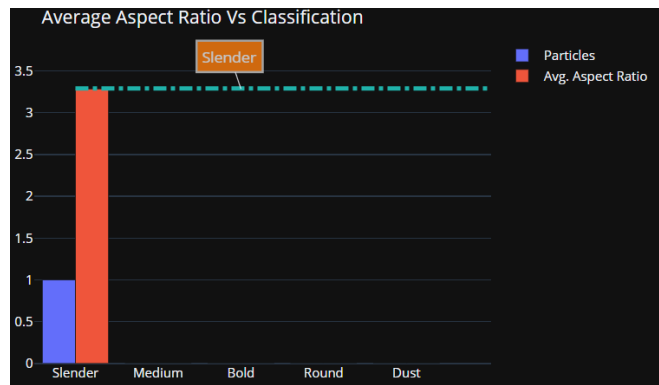 Average Aspect Ratio Vs Classification
Slender
Particles
Avg. Aspect Ratio
3.5
3
2.5
2
1.5
1
0.5
0
Slender Medium Bold Round Dust